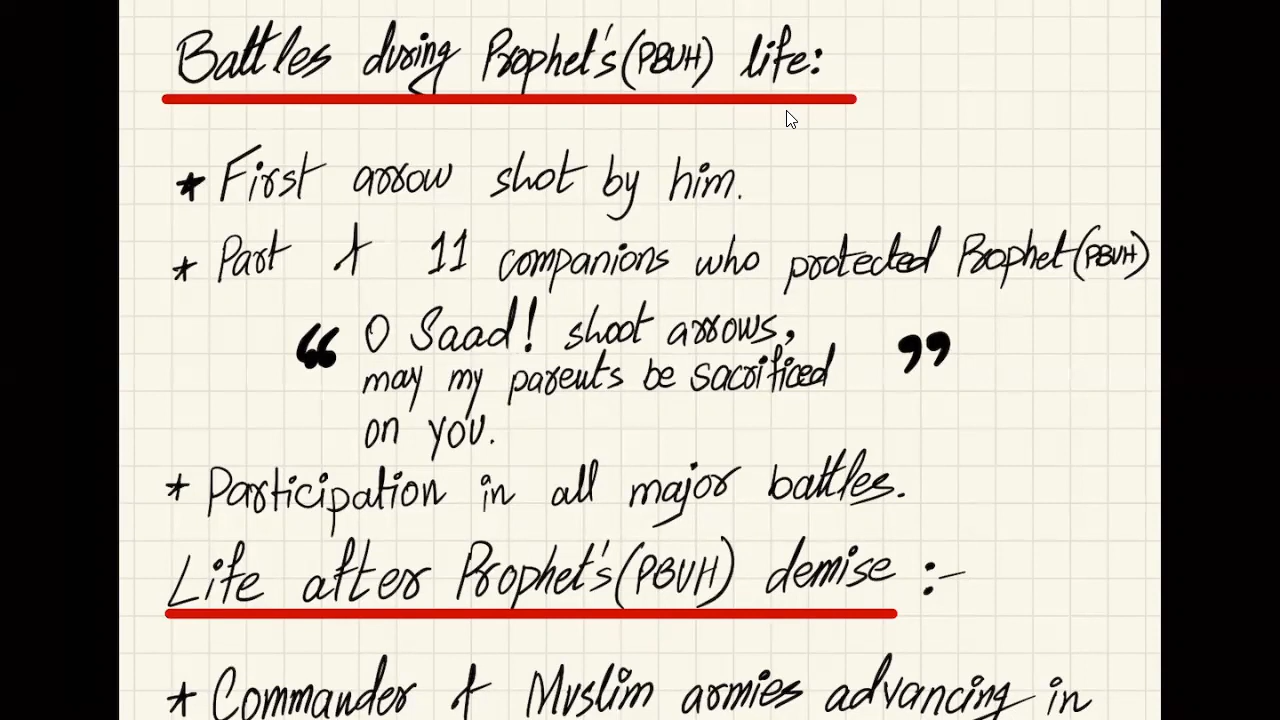 Battles during Prophet's(PBUH) life:
* First arrow shot by him.
* Part of 11 companions who protected Prophet(PBUH)
“ O Saad! shoot arrows, ”
may my parents be sacrificed
on you.
* Participation in all major battles.
Life after Prophet's(PBUH) demise :-
* Commander of Muslim armies advancing in